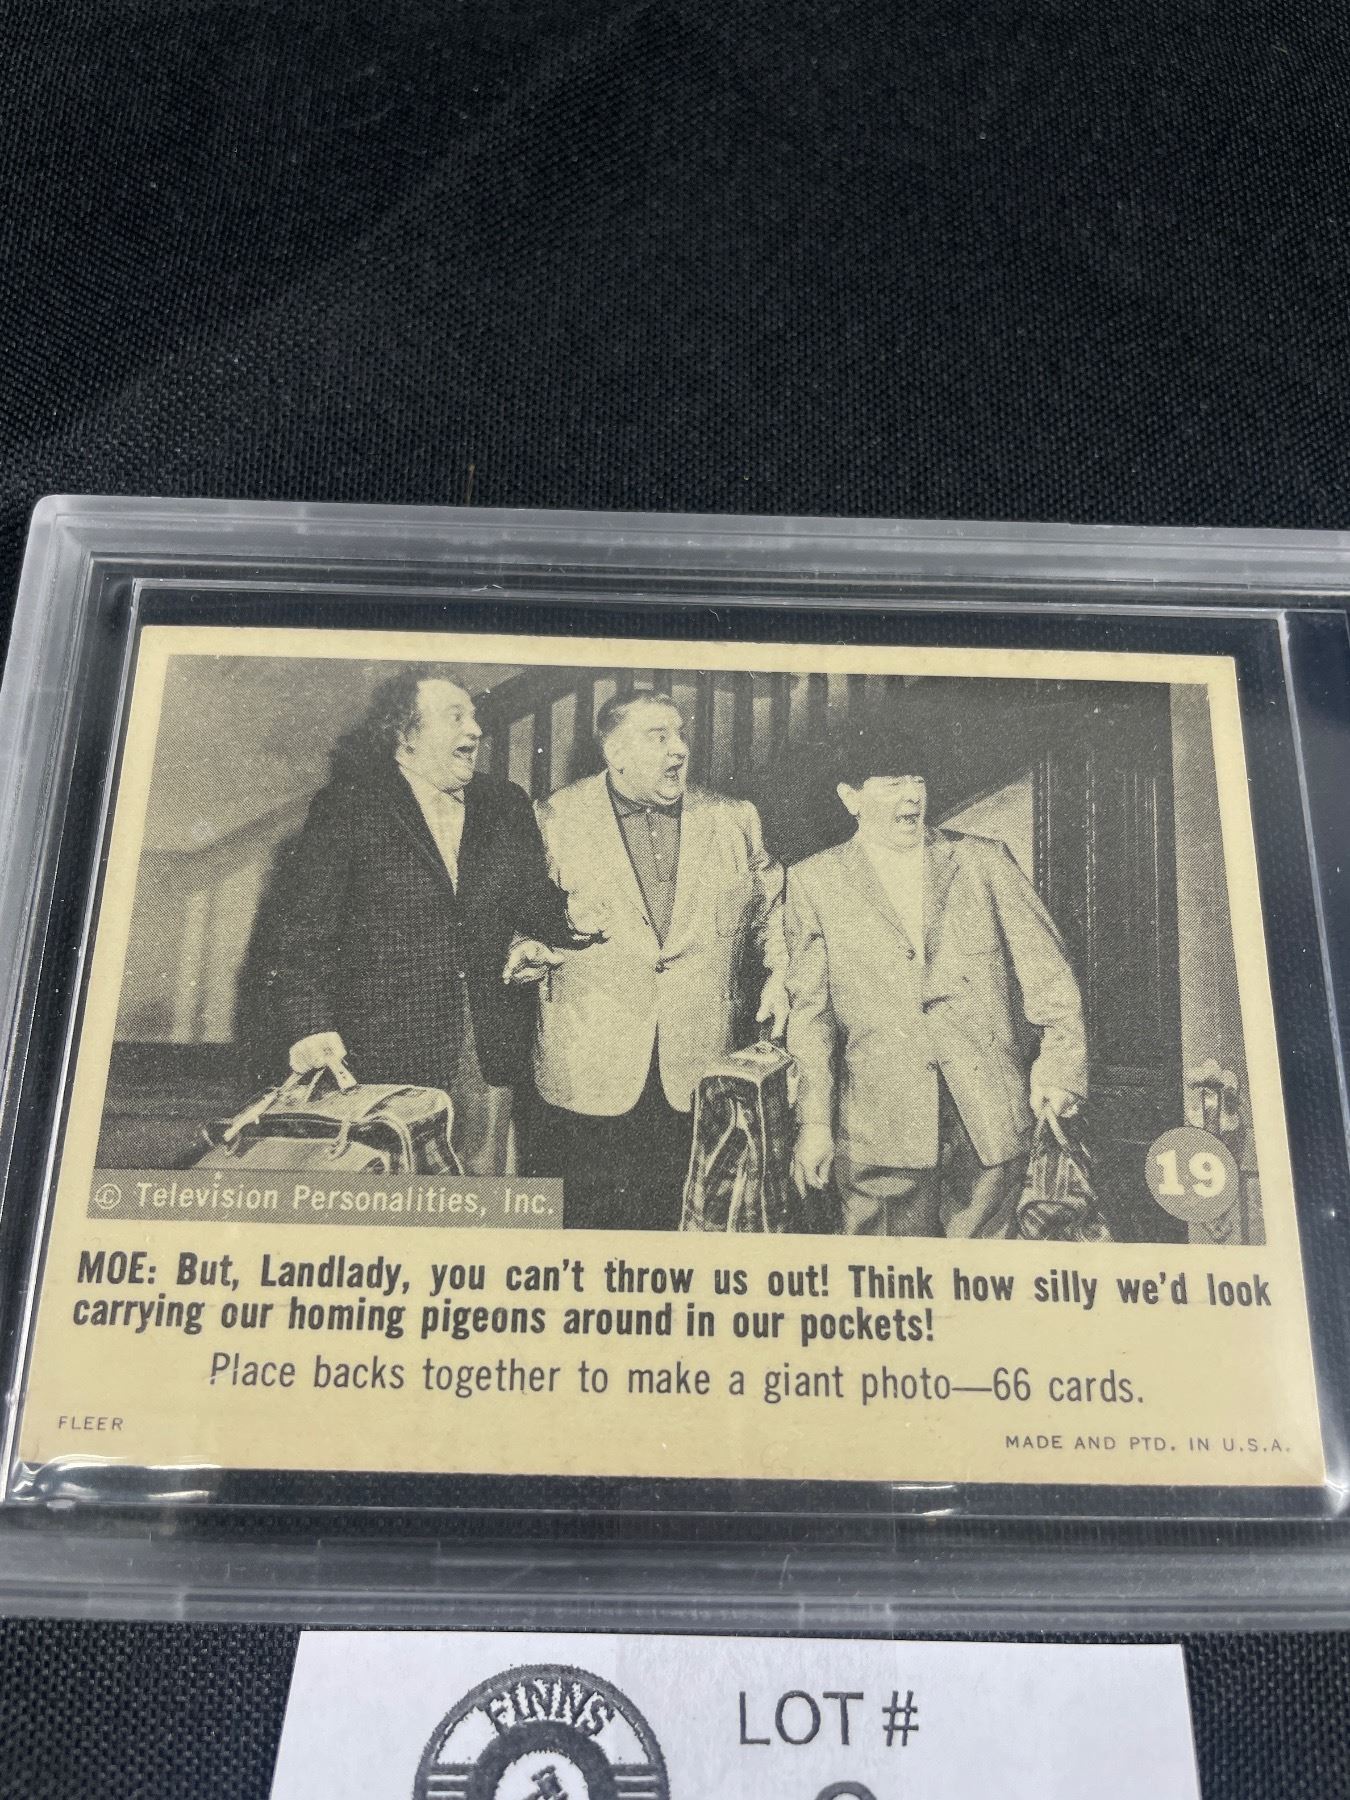 © Television Personalities, Inc.
19
MOE: But, Landlady, you can't throw us out! Think how silly we'd look
carrying our homing pigeons around in our pockets!
Place backs together to make a giant photo—66 cards.
FLEER
MADE AND PTD. IN U.S.A.
FINNS
LOT #